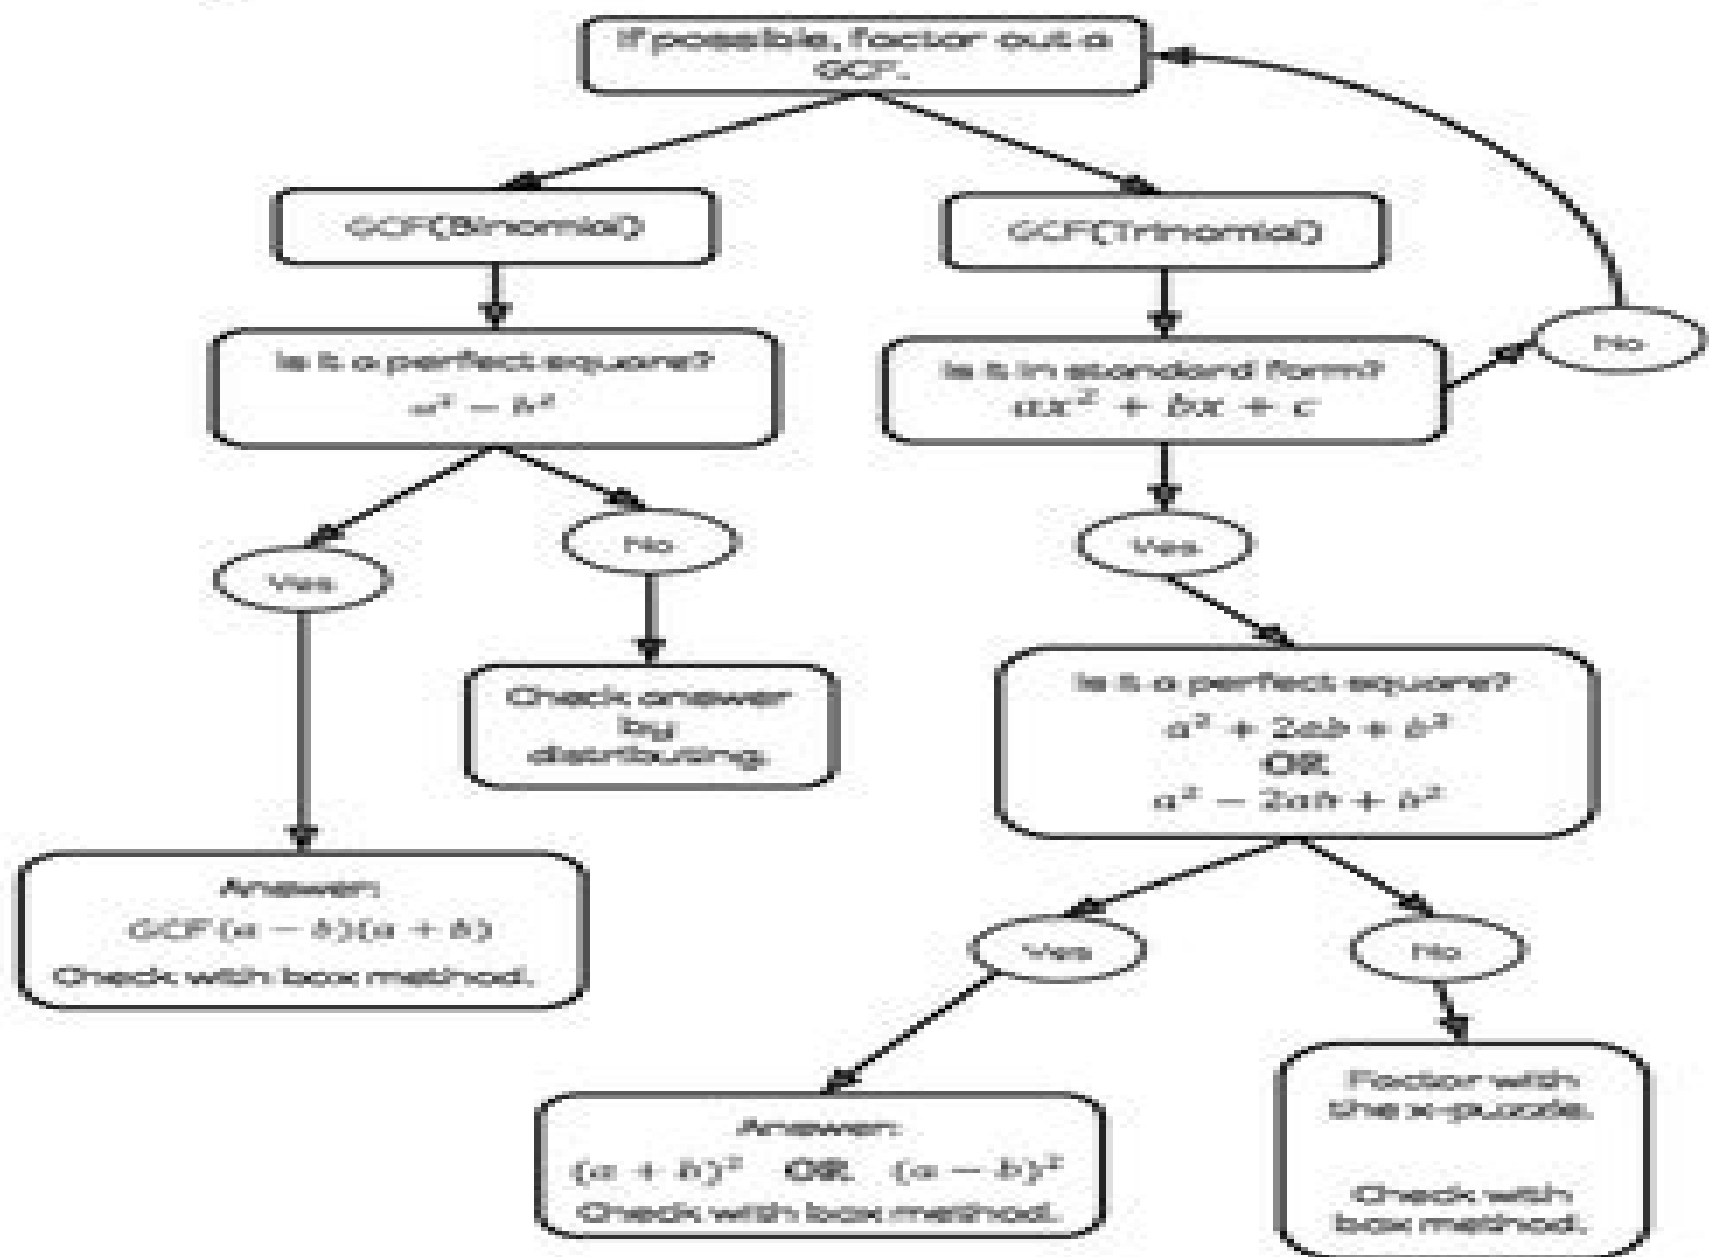 If possible, factor out a
GCF.
GCF(Binomial)
GCF(Trinomial)
Is it a perfect square?
a² − b²
Is it in standard form?
ax² + bx + c
No
Yes
No
Yes
Check answer
by
distributing.
Is it a perfect square?
a² + 2ab + b²
OR
a² − 2ab + b²
Answer:
GCF(a − b)(a + b)
Check with box method.
Yes
No
Answer:
(a + b)² OR (a − b)²
Check with box method.
Factor with
the x-puzzle.
Check with
box method.